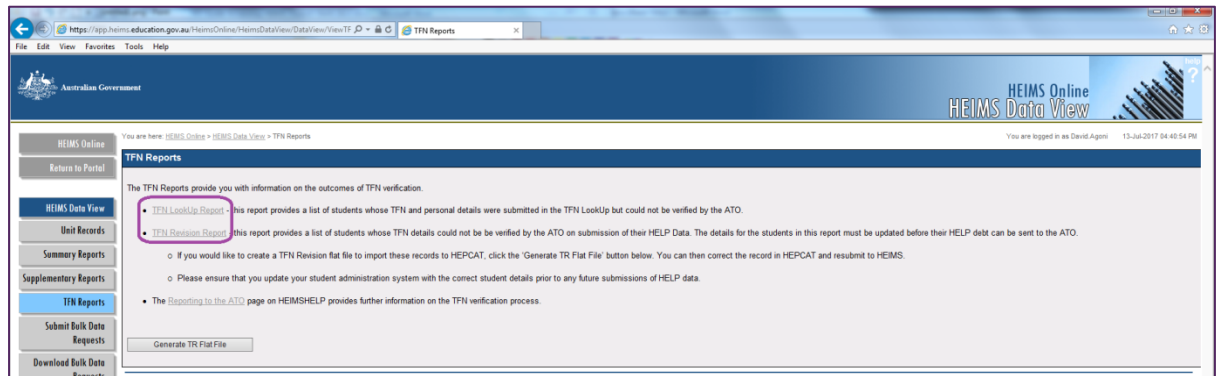 https://app.heims.education.gov.au/HeimsOnline/HeimsDataView/DataView/ViewTF
TFN Reports
File Edit View Favorites Tools Help
Australian Government
help
?
HEIMS Online
HEIMS Data View
You are here: HEIMS Online > HEIMS Data View > TFN Reports
You are logged in as David.Agoni 13-Jul-2017 04:40:54 PM
HEIMS Online
Return to Portal
HEIMS Data View
Unit Records
Summary Reports
Supplementary Reports
TFN Reports
Submit Bulk Data
Requests
Download Bulk Data
Requests
TFN Reports
The TFN Reports provide you with information on the outcomes of TFN verification.
• TFN LookUp Report - this report provides a list of students whose TFN and personal details were submitted in the TFN LookUp but could not be verified by the ATO.
• TFN Revision Report - this report provides a list of students whose TFN details could not be be verified by the ATO on submission of their HELP Data. The details for the students in this report must be updated before their HELP debt can be sent to the ATO.
o If you would like to create a TFN Revision flat file to import these records to HEPCAT, click the 'Generate TR Flat File' button below. You can then correct the record in HEPCAT and resubmit to HEIMS.
o Please ensure that you update your student administration system with the correct student details prior to any future submissions of HELP data.
• The Reporting to the ATO page on HEIMSHELP provides further information on the TFN verification process.
Generate TR Flat File